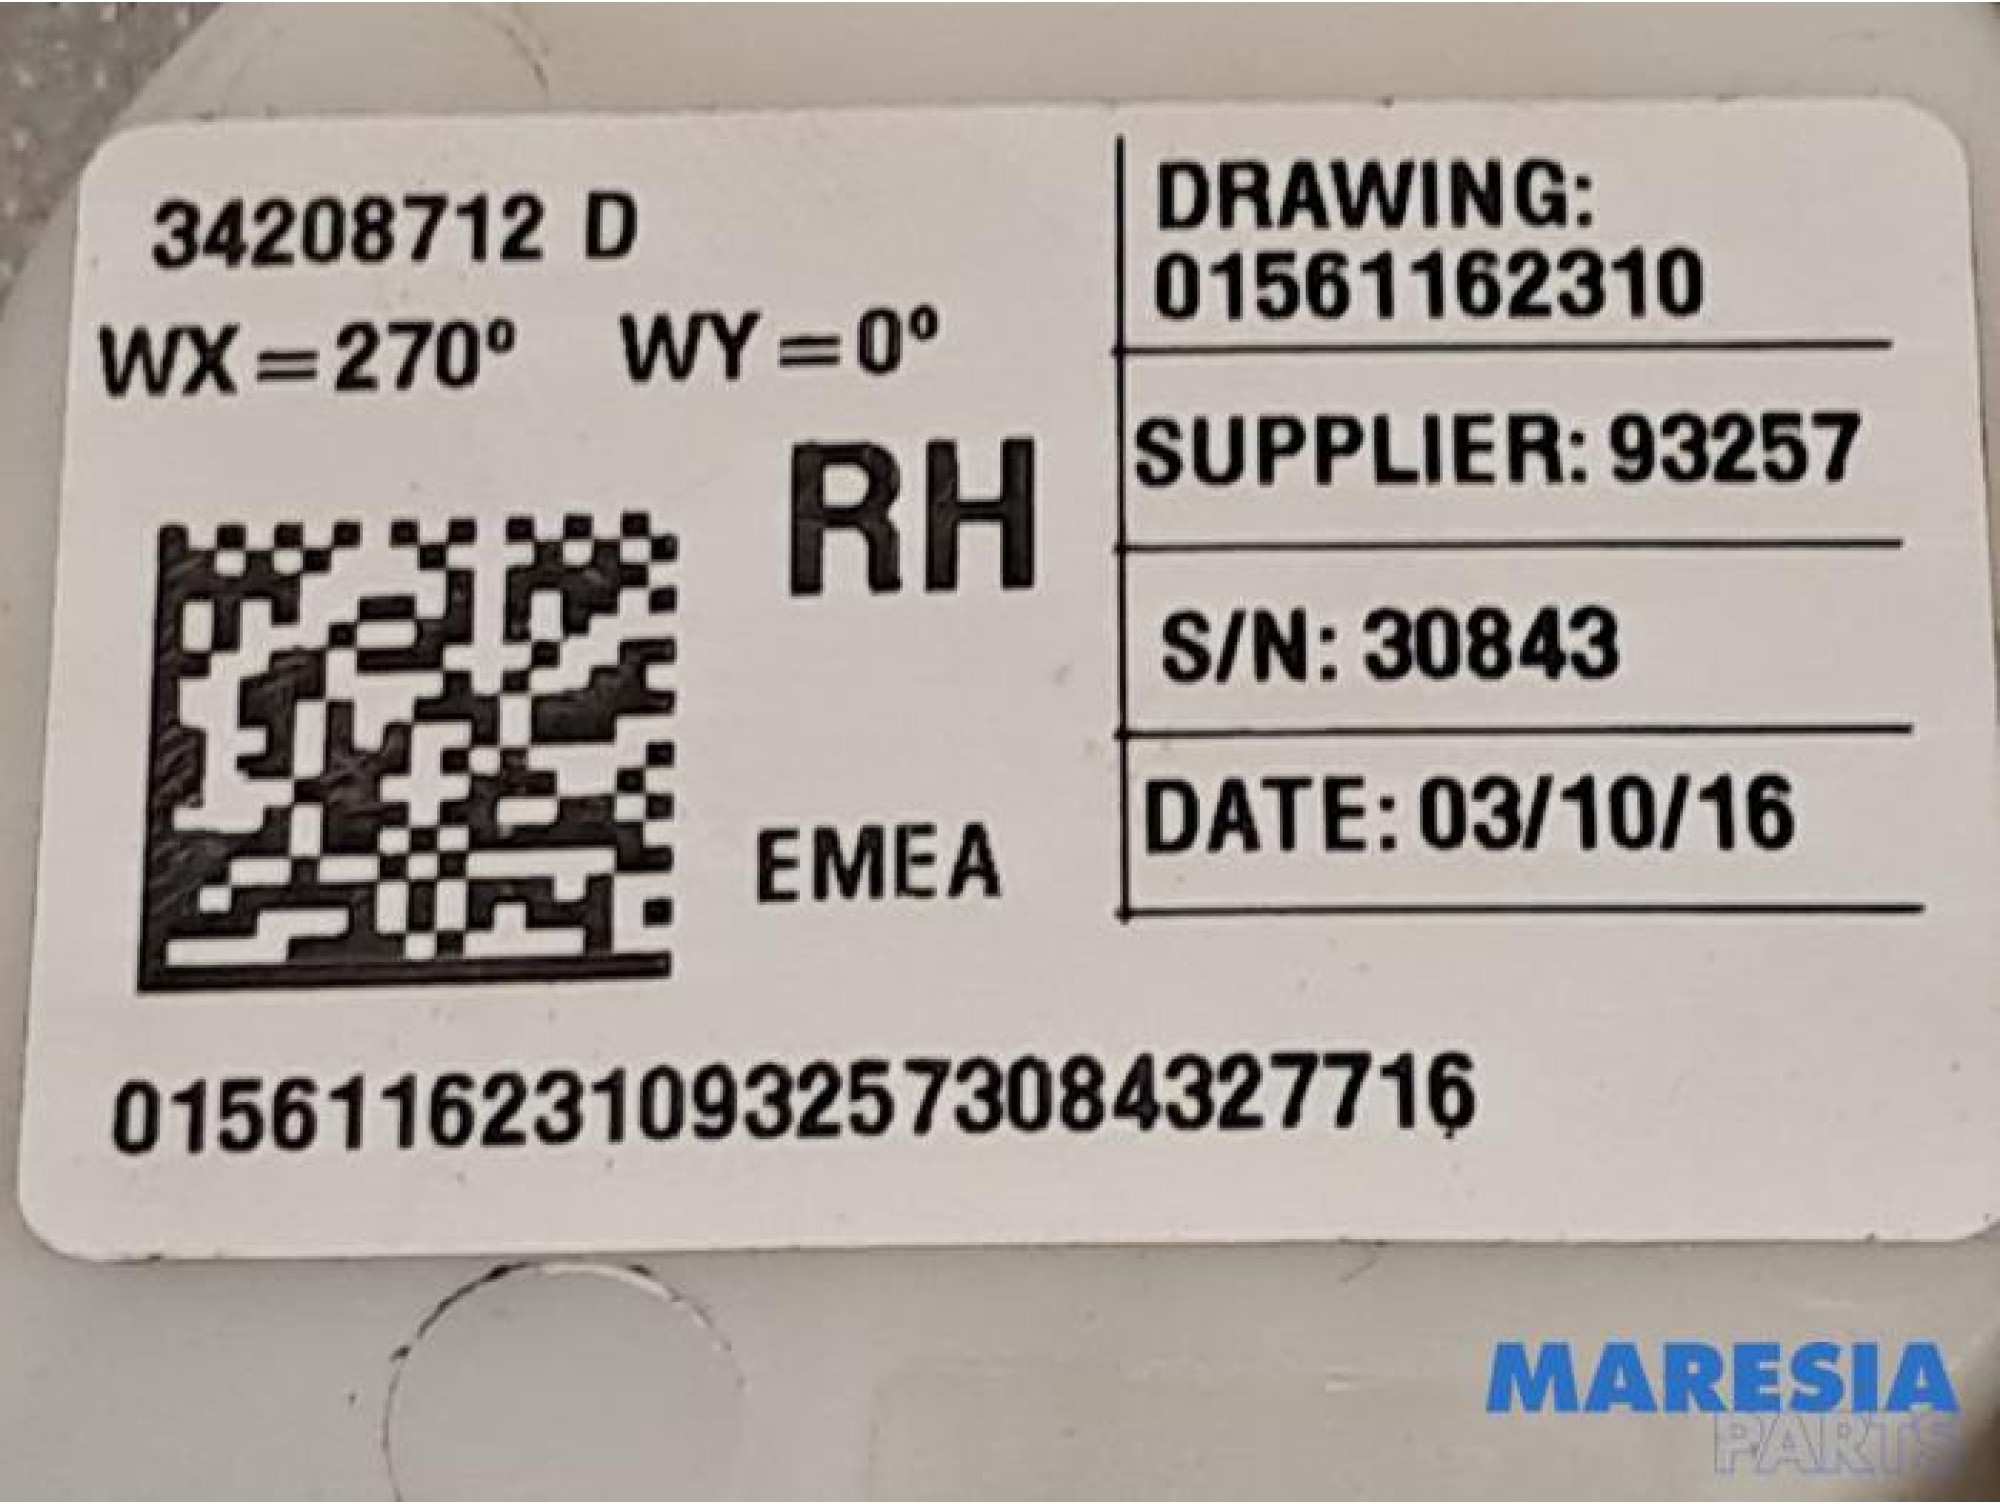 34208712 D
WX=270° WY=0°
RH
EMEA
DRAWING:
01561162310
SUPPLIER: 93257
S/N: 30843
DATE: 03/10/16
01561162310932573084327716
MARESIA
PARTS